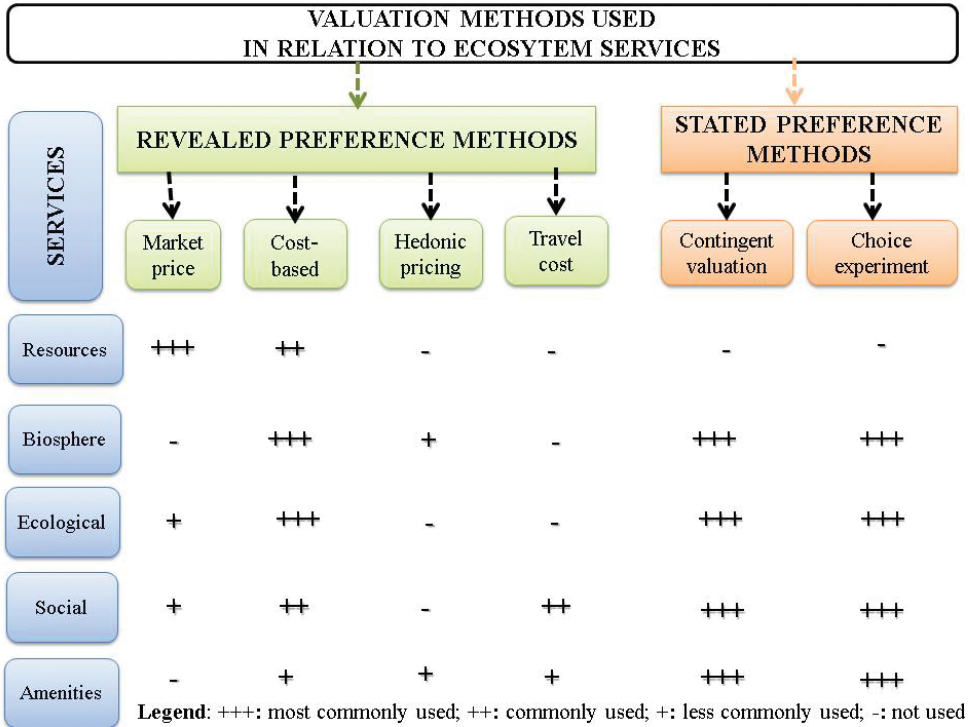 VALUATION METHODS USED
IN RELATION TO ECOSYTEM SERVICES
SERVICES
REVEALED PREFERENCE METHODS
STATED PREFERENCE
METHODS
Market
price
Cost-
based
Hedonic
pricing
Travel
cost
Contingent
valuation
Choice
experiment
Resources
+++ ++ - - - -
Biosphere
- +++ + - +++ +++
Ecological
+ +++ - - +++ +++
Social
+ ++ - ++ +++ +++
Amenities
- + + + +++ +++
Legend: +++: most commonly used; ++: commonly used; +: less commonly used; -: not used